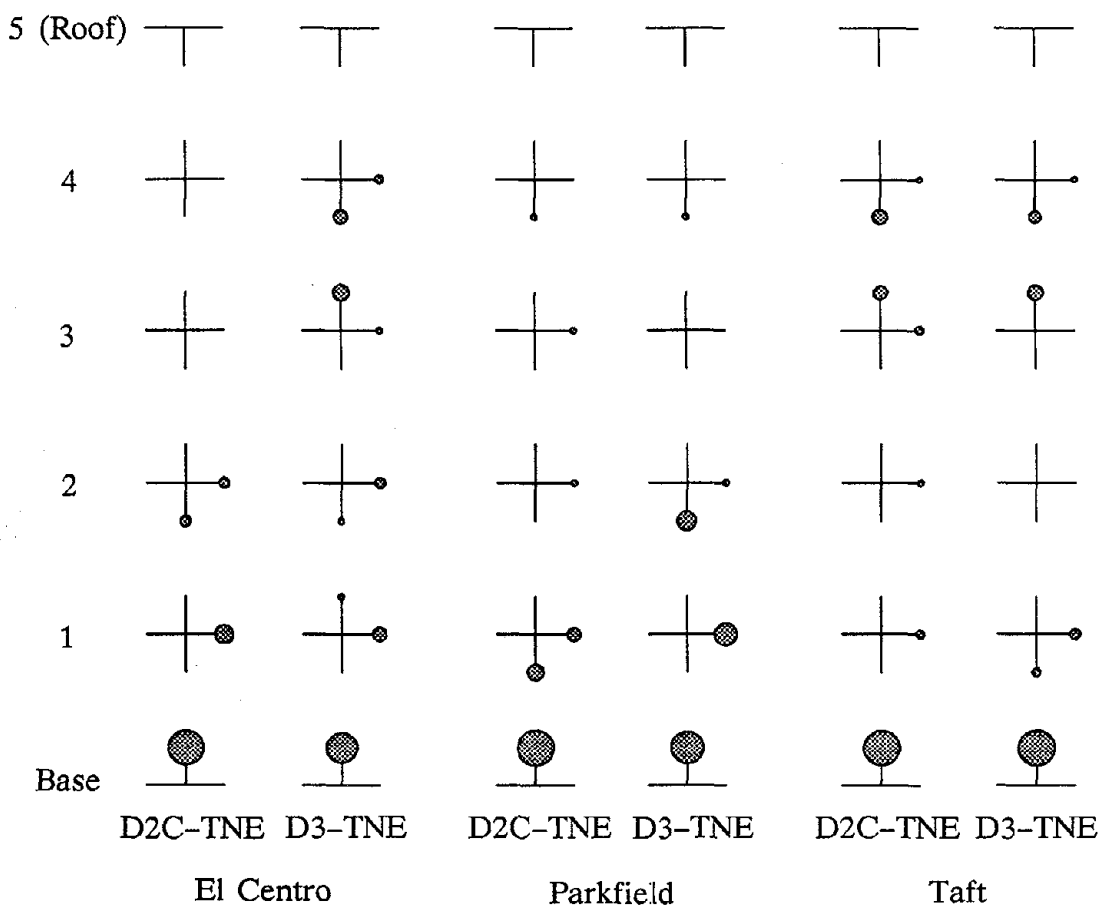 5 (Roof)
4
3
2
1
Base
D2C-TNE D3-TNE D2C-TNE D3-TNE D2C-TNE D3-TNE
El Centro Parkfield Taft